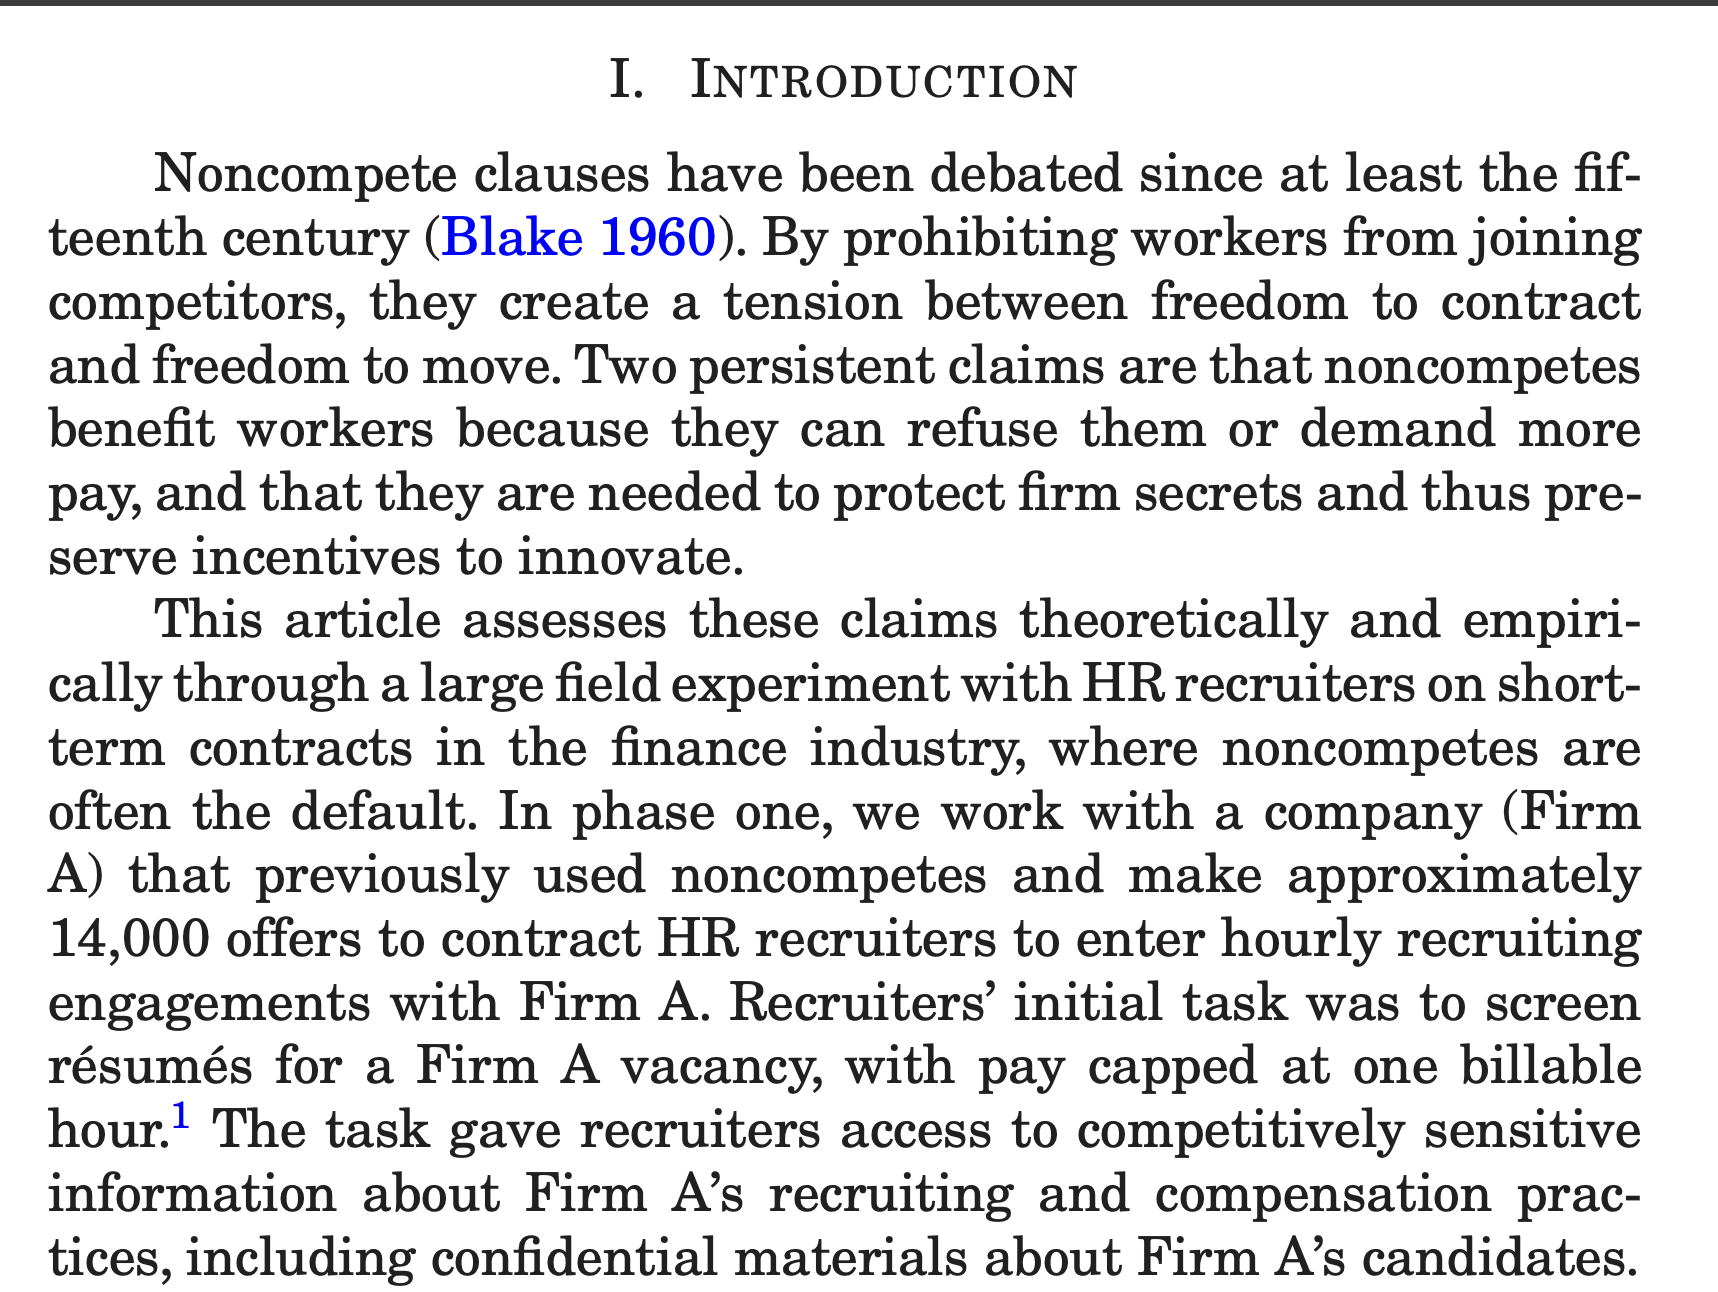 I. INTRODUCTION
Noncompete clauses have been debated since at least the fif-
teenth century (Blake 1960). By prohibiting workers from joining
competitors, they create a tension between freedom to contract
and freedom to move. Two persistent claims are that noncompetes
benefit workers because they can refuse them or demand more
pay, and that they are needed to protect firm secrets and thus pre-
serve incentives to innovate.
This article assesses these claims theoretically and empiri-
cally through a large field experiment with HR recruiters on short-
term contracts in the finance industry, where noncompetes are
often the default. In phase one, we work with a company (Firm
A) that previously used noncompetes and make approximately
14,000 offers to contract HR recruiters to enter hourly recruiting
engagements with Firm A. Recruiters’ initial task was to screen
résumés for a Firm A vacancy, with pay capped at one billable
hour.1 The task gave recruiters access to competitively sensitive
information about Firm A’s recruiting and compensation prac-
tices, including confidential materials about Firm A’s candidates.